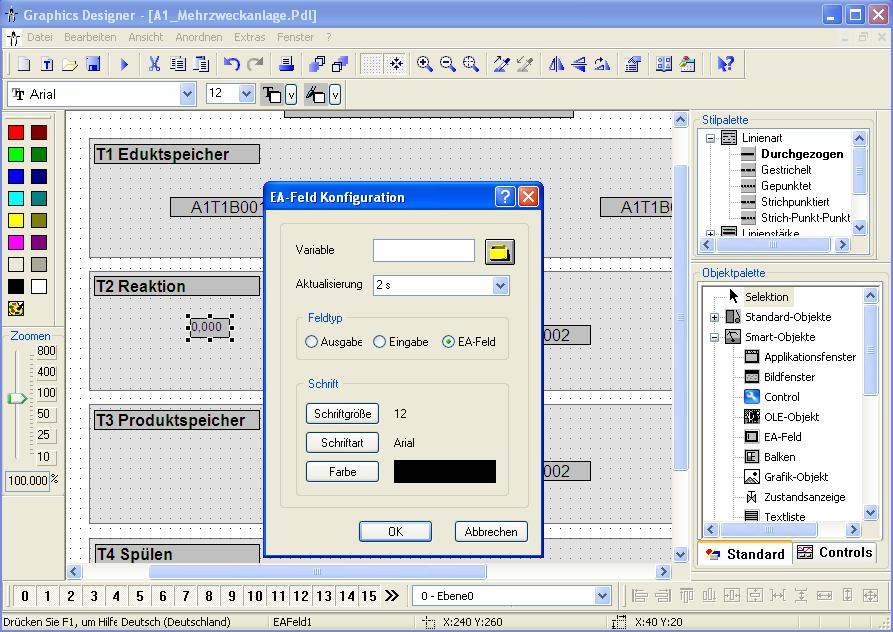 Graphics Designer - [A1_Mehrzweckanlage.Pdl]
Datei Bearbeiten Ansicht Anordnen Extras Fenster ?
Arial 12
T1 Eduktspeicher
A1T1B001
A1T1B0
T2 Reaktion
0,000
002
T3 Produktspeicher
002
T4 Spülen
EA-Feld Konfiguration
Variable
Aktualisierung 2 s
Feldtyp
Ausgabe Eingabe EA-Feld
Schrift
Schriftgröße 12
Schriftart Arial
Farbe
OK Abbrechen
Zoomen
800
400
100
50
25
10
100.000 %
Stilpalette
Linienart
Durchgezogen
Gestrichelt
Gepunktet
Strichpunktiert
Strich-Punkt-Punkt
Linienstärke
Objektpalette
Selektion
Standard-Objekte
Smart-Objekte
Applikationsfenster
Bildfenster
Control
OLE-Objekt
EA-Feld
Balken
Grafik-Objekt
Zustandsanzeige
Textliste
Standard Controls
0 1 2 3 4 5 6 7 8 9 10 11 12 13 14 15 0 - Ebene0
Drücken Sie F1, um Hilfe Deutsch (Deutschland) EAFeld1 X:240 Y:260 X:40 Y:20